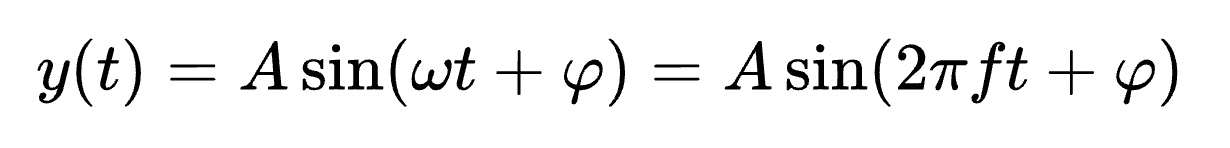 y(t) = A sin(ωt + φ) = A sin(2πft + φ)